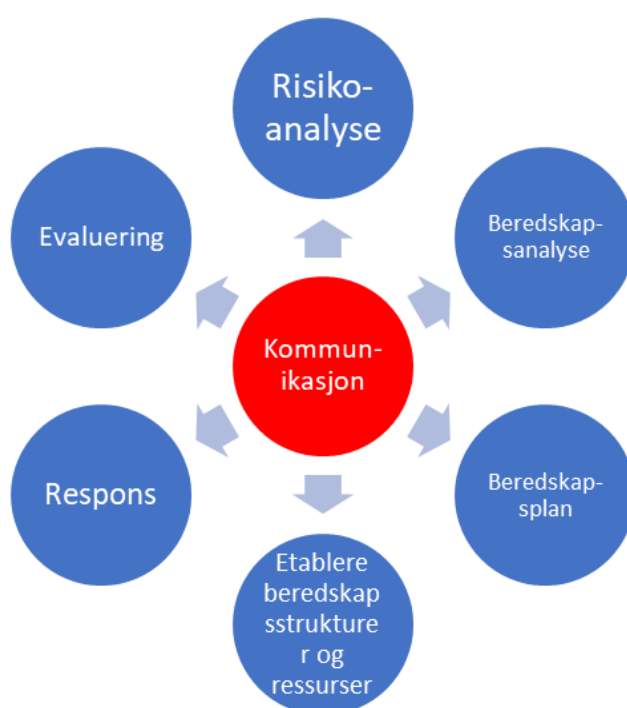 Risiko-
analyse
Beredskap-
sanalyse
Beredskap-
splan
Etablere
beredskap
sstrukture
r og
ressurser
Respons
Evaluering
Kommun-
ikasjon